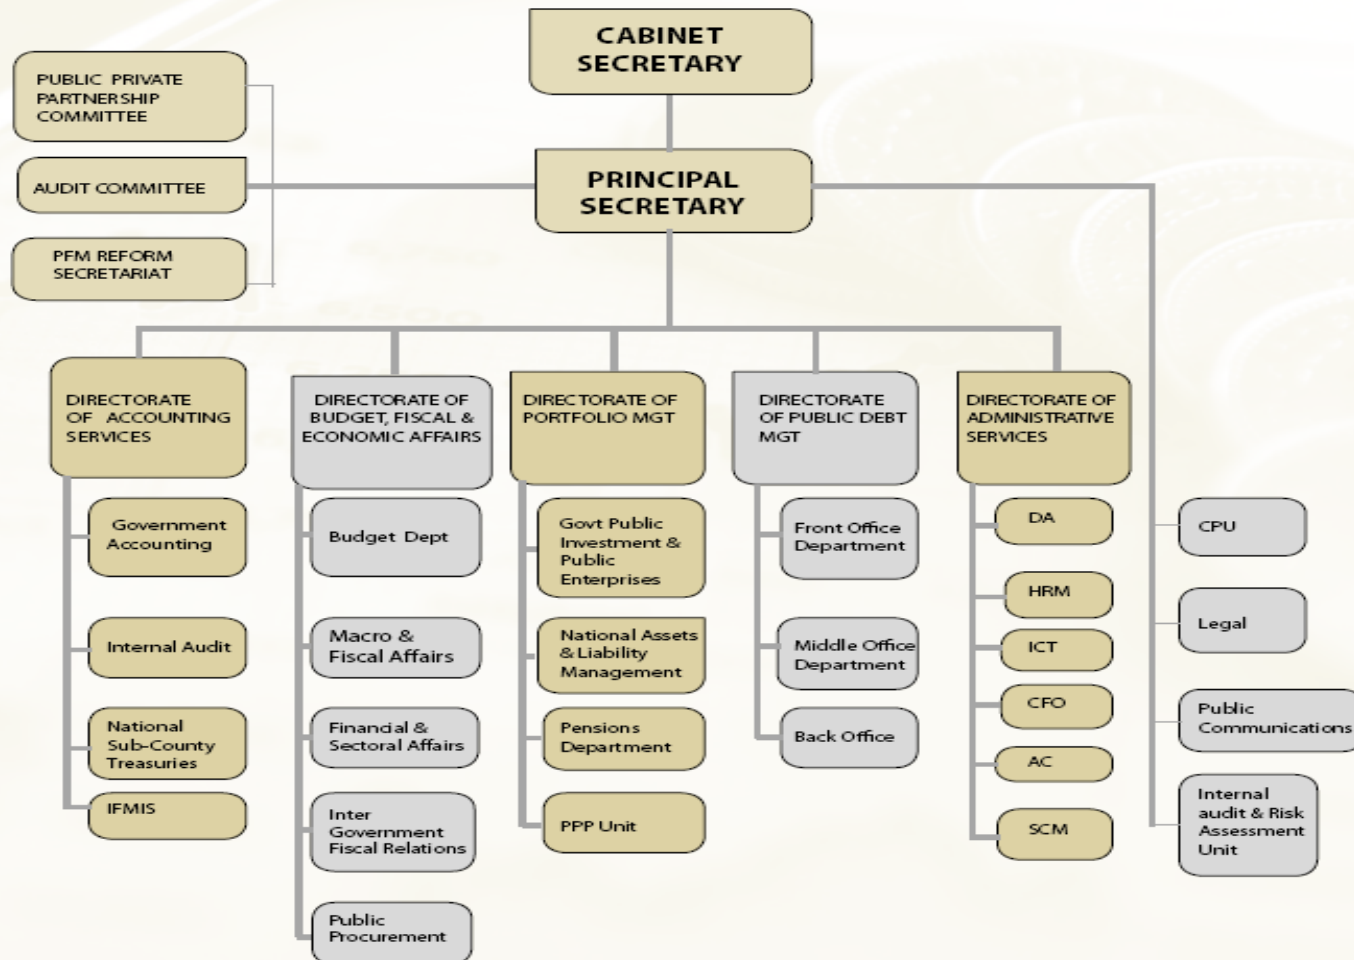 CABINET
SECRETARY
PUBLIC PRIVATE
PARTNERSHIP
COMMITTEE
AUDIT COMMITTEE
PFM REFORM
SECRETARIAT
PRINCIPAL
SECRETARY
DIRECTORATE
OF ACCOUNTING
SERVICES
Government
Accounting
Internal Audit
National
Sub-County
Treasuries
IFMIS
DIRECTORATE OF
BUDGET, FISCAL &
ECONOMIC AFFAIRS
Budget Dept
Macro &
Fiscal Affairs
Financial &
Sectoral Affairs
Inter
Government
Fiscal Relations
Public
Procurement
DIRECTORATE OF
PORTFOLIO MGT
Govt Public
Investment &
Public
Enterprises
National Assets
& Liability
Management
Pensions
Department
PPP Unit
DIRECTORATE
OF PUBLIC DEBT
MGT
Front Office
Department
Middle Office
Department
Back Office
DIRECTORATE OF
ADMINISTRATIVE
SERVICES
DA
HRM
ICT
CFO
AC
SCM
CPU
Legal
Public
Communications
Internal
audit & Risk
Assessment
Unit